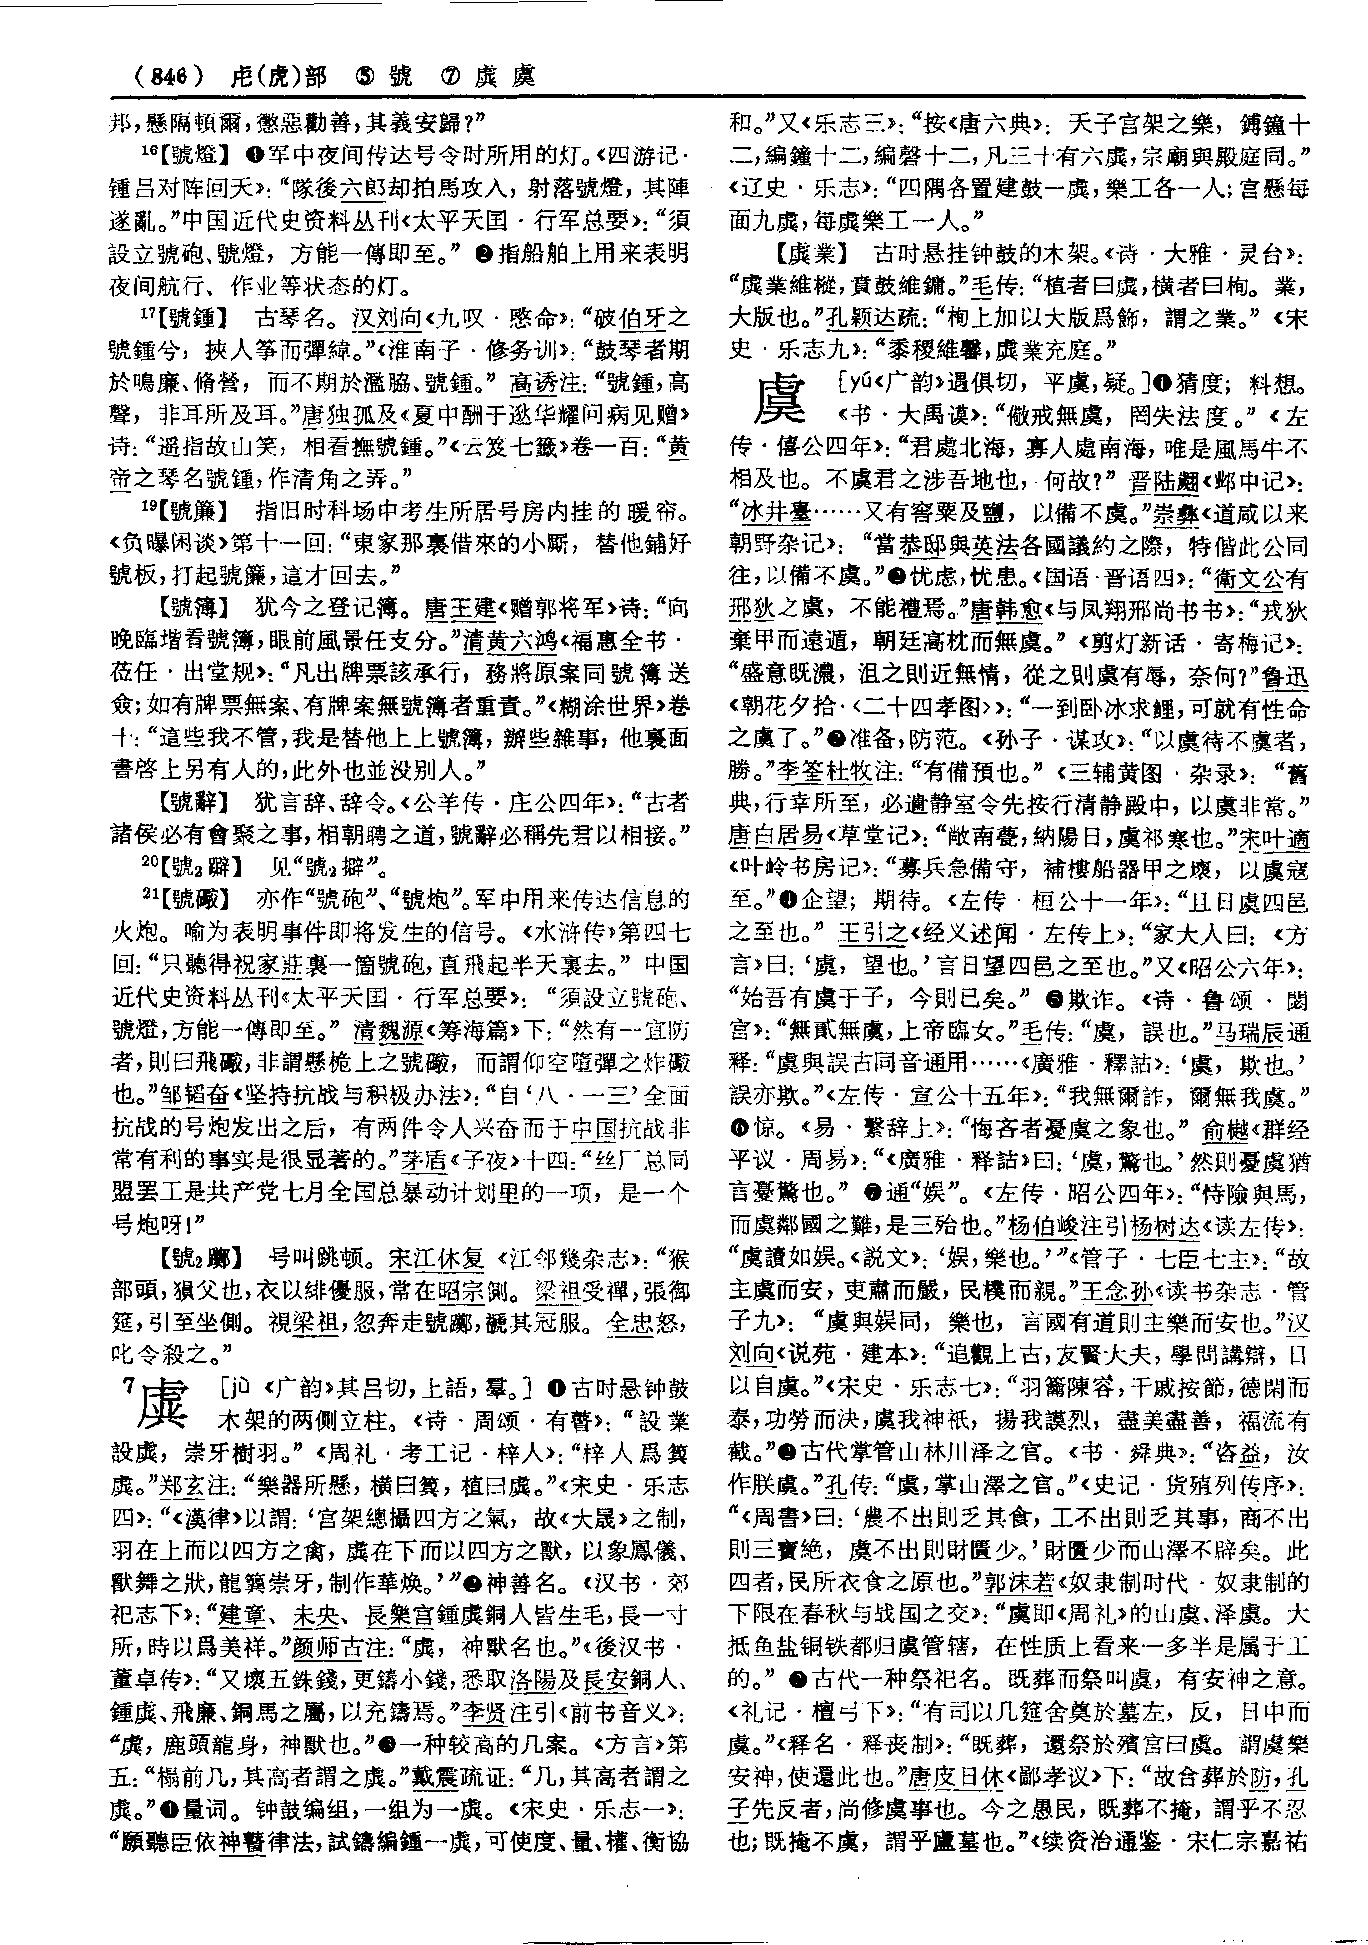 （846） 虍(虎)部 ⑤ 號 ⑦ 虡 虞
邦，懸隔頓爾，懲惡勸善，其義安歸？”
16【號燈】 ❶军中夜间传达号令时所用的灯。《四游记·
锺吕对阵回天》：“隊後六郎却拍馬攻入，射落號燈，其陣
遂亂。”中国近代史资料丛刊《太平天囯·行军总要》：“須
設立號砲、號燈，方能一傳即至。” ❷指船舶上用来表明
夜间航行、作业等状态的灯。
17【號鍾】 古琴名。汉刘向《九叹·愍命》：“破伯牙之
號鍾兮，挾人筝而彈緯。”《淮南子·修务训》：“鼓琴者期
於鳴廉、脩營，而不期於濫脇、號鍾。” 高诱注：“號鍾，高
聲，非耳所及耳。”唐独孤及《夏中酬于逖华耀问病见赠》
诗：“遥指故山笑，相看撫號鍾。”《云笈七籤》卷一百：“黄
帝之琴名號鍾，作清角之弄。”
19【號簾】 指旧时科场中考生所居号房内挂的暖帘。
《负曝闲谈》第十一回：“東家那裏借來的小厮，替他鋪好
號板，打起號簾，這才回去。”
【號簿】 犹今之登记簿。唐王建《赠郭将军》诗：“向
晚臨堦看號簿，眼前風景任支分。”清黄六鸿《福惠全书·
莅任·出堂规》：“凡出牌票該承行，務將原案同號簿送
僉；如有牌票無案、有牌案無號簿者重責。”《糊涂世界》卷
十：“這些我不管，我是替他上上號簿，辦些雜事，他裏面
書啓上另有人的，此外也並没别人。”
【號辭】 犹言辞、辞令。《公羊传·庄公四年》：“古者
諸侯必有會聚之事，相朝聘之道，號辭必稱先君以相接。”
20【號₂躃】 见“號₂擗”。
21【號礮】 亦作“號砲”、“號炮”。军中用来传达信息的
火炮。喻为表明事件即将发生的信号。《水浒传》第四七
回：“只聽得祝家莊裏一箇號砲，直飛起半天裏去。” 中国
近代史资料丛刊《太平天囯·行军总要》：“須設立號砲、
號燈，方能一傳即至。” 清魏源《筹海篇》下：“然有一宜防
者，則曰飛礮，非謂懸桅上之號礮，而謂仰空墮彈之炸礮
也。”邹韬奋《坚持抗战与积极办法》：“自‘八·一三’全面
抗战的号炮发出之后，有两件令人兴奋而于中国抗战非
常有利的事实是很显著的。”茅盾《子夜》十四：“丝厂总同
盟罢工是共产党七月全国总暴动计划里的一项，是一个
号炮呀！”
【號₂躑】 号叫跳顿。宋江休复《江邻幾杂志》：“猴
部頭，猿父也，衣以緋優服，常在昭宗側。梁祖受禪，張御
筵，引至坐側。視梁祖，忽奔走號躑，褫其冠服。全忠怒，
叱令殺之。”
7虡 ［jù 《广韵》其吕切，上語，羣。］ ❶古时悬钟鼓
木架的两侧立柱。《诗·周颂·有瞽》：“設業
設虡，崇牙樹羽。” 《周礼·考工记·梓人》：“梓人爲簨
虡。”郑玄注：“樂器所懸，横曰簨，植曰虡。”《宋史·乐志
四》：“《漢律》以謂：‘宫架總攝四方之氣，故《大晟》之制，
羽在上而以四方之禽，虡在下而以四方之獸，以象鳳儀、
獸舞之狀，龍簨崇牙，制作華焕。’”❷神兽名。《汉书·郊
祀志下》：“建章、未央、長樂宫鍾虡銅人皆生毛，長一寸
所，時以爲美祥。”颜师古注：“虡，神獸名也。”《後汉书·
董卓传》：“又壞五銖錢，更鑄小錢，悉取洛陽及長安銅人、
鍾虡、飛廉、銅馬之屬，以充鑄焉。”李贤注引《前书音义》：
“虡，鹿頭龍身，神獸也。”❸一种较高的几案。《方言》第
五：“榻前几，其高者謂之虡。”戴震疏证：“几，其高者謂之
虡。”❹量词。钟鼓编组，一组为一虡。《宋史·乐志一》：
“願聽臣依神瞽律法，試鑄編鍾一虡，可使度、量、權、衡協
和。”又《乐志三》：“按《唐六典》：天子宫架之樂，鎛鐘十
二，編鐘十二，編磬十二，凡三十有六虡，宗廟與殿庭同。”
《辽史·乐志》：“四隅各置建鼓一虡，樂工各一人；宫懸每
面九虡，每虡樂工一人。”
【虡業】 古时悬挂钟鼓的木架。《诗·大雅·灵台》：
“虡業維樅，賁鼓維鏞。”毛传：“植者曰虡，横者曰栒。業，
大版也。”孔颖达疏：“栒上加以大版爲飾，謂之業。” 《宋
史·乐志九》：“黍稷維馨，虡業充庭。”
虞 ［yú《广韵》遇俱切，平虞，疑。］❶猜度；料想。
《书·大禹谟》：“儆戒無虞，罔失法度。” 《左
传·僖公四年》：“君處北海，寡人處南海，唯是風馬牛不
相及也。不虞君之涉吾地也，何故？” 晋陆翽《邺中记》：
“冰井臺……又有窖粟及鹽，以備不虞。”崇彝《道咸以来
朝野杂记》：“當恭邸與英法各國議約之際，特偕此公同
往，以備不虞。”❷忧虑，忧患。《国语·晋语四》：“衛文公有
邢狄之虞，不能禮焉。”唐韩愈《与凤翔邢尚书书》：“戎狄
棄甲而遠遁，朝廷高枕而無虞。” 《剪灯新话·寄梅记》：
“盛意既濃，沮之則近無情，從之則虞有辱，奈何？”鲁迅
《朝花夕拾·〈二十四孝图〉》：“一到卧冰求鯉，可就有性命
之虞了。”❸准备，防范。《孙子·谋攻》：“以虞待不虞者，
勝。”李筌杜牧注：“有備預也。” 《三辅黄图·杂录》：“舊
典，行幸所至，必遣静室令先按行清静殿中，以虞非常。”
唐白居易《草堂记》：“敞南甍，納陽日，虞祁寒也。”宋叶適
《叶岭书房记》：“募兵急備守，補樓船器甲之壞，以虞寇
至。”❹企望；期待。《左传·桓公十一年》：“且日虞四邑
之至也。” 王引之《经义述闻·左传上》：“家大人曰：《方
言》曰：‘虞，望也。’言日望四邑之至也。”又《昭公六年》：
“始吾有虞于子，今則已矣。” ❺欺诈。《诗·鲁颂·閟
宫》：“無貳無虞，上帝臨女。”毛传：“虞，誤也。”马瑞辰通
释：“虞與誤古同音通用……《廣雅·釋詁》：‘虞，欺也。’
誤亦欺。”《左传·宣公十五年》：“我無爾詐，爾無我虞。”
❻惊。《易·繫辞上》：“悔吝者憂虞之象也。” 俞樾《群经
平议·周易》：“《廣雅·释詁》曰：‘虞，驚也。’然則憂虞猶
言憂驚也。” ❼通“娱”。《左传·昭公四年》：“恃險與馬，
而虞鄰國之難，是三殆也。”杨伯峻注引杨树达《读左传》：
“虞讀如娱。《説文》：‘娱，樂也。’”《管子·七臣七主》：“故
主虞而安，吏肅而嚴，民樸而親。”王念孙《读书杂志·管
子九》：“虞與娱同，樂也，言國有道則主樂而安也。”汉
刘向《说苑·建本》：“追觀上古，友賢大夫，學問講辯，日
以自虞。”《宋史·乐志七》：“羽籥陳容，干戚按節，德閑而
泰，功勞而决，虞我神祇，揚我謨烈，盡美盡善，福流有
截。”❽古代掌管山林川泽之官。《书·舜典》：“咨益，汝
作朕虞。”孔传：“虞，掌山澤之官。”《史记·货殖列传序》：
“《周書》曰：‘農不出則乏其食，工不出則乏其事，商不出
則三寶絶，虞不出則財匱少。’財匱少而山澤不辟矣。此
四者，民所衣食之原也。”郭沫若《奴隶制时代·奴隶制的
下限在春秋与战国之交》：“虞即《周礼》的山虞、泽虞。大
抵鱼盐铜铁都归虞管辖，在性质上看来一多半是属于工
的。” ❾古代一种祭祀名。既葬而祭叫虞，有安神之意。
《礼记·檀弓下》：“有司以几筵舍奠於墓左，反，日中而
虞。”《释名·释丧制》：“既葬，還祭於殯宫曰虞。謂虞樂
安神，使還此也。”唐皮日休《鄙孝议》下：“故合葬於防，孔
子先反者，尚修虞事也。今之愚民，既葬不掩，謂乎不忍
也；既掩不虞，謂乎廬墓也。”《续资治通鉴·宋仁宗嘉祐